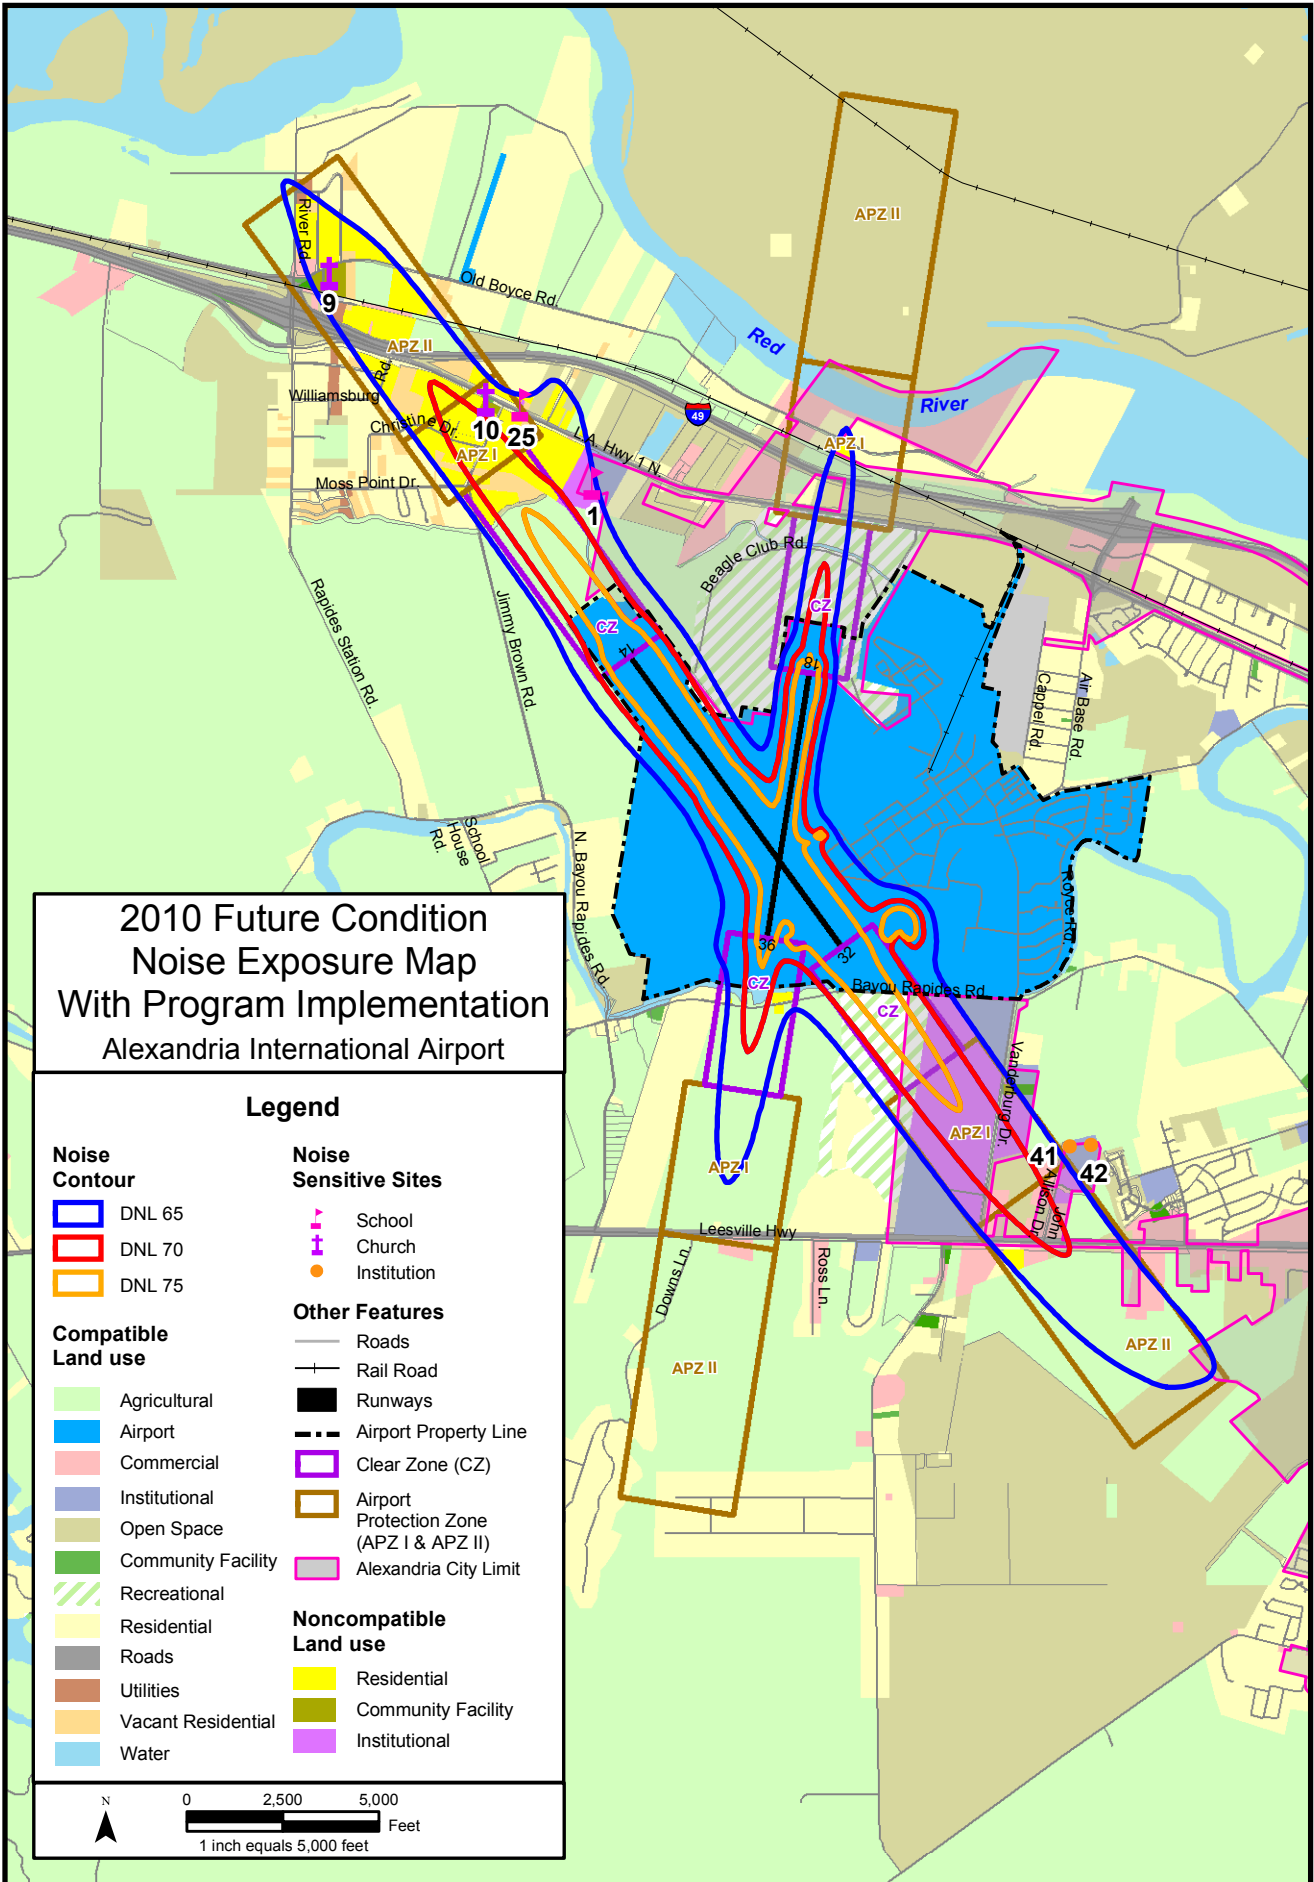 APZ II
River Rd.
Old Boyce Rd.
9
Red
River
APZ II
Rd.
Williamsburg
49
Christine Dr.
10
25
L.A. Hwy 1 N.
APZ I
APZ I
Moss Point Dr.
1
Beagle Club Rd.
CZ
CZ
14
18
Rapides Station Rd.
Jimmy Brown Rd.
Cappel Rd.
Air Base Rd.
School
House
Rd.
N. Bayou Rapides Rd.
Royce Rd.
36
32
CZ
Bayou Rapides Rd.
CZ
Vanderburg Dr.
APZ I
41
42
John
Allison Dr.
APZ I
Leesville Hwy
Downs Ln.
Ross Ln.
APZ II
APZ II
2010 Future Condition
Noise Exposure Map
With Program Implementation
Alexandria International Airport
Legend
Noise
Contour
DNL 65
DNL 70
DNL 75
Compatible
Land use
Agricultural
Airport
Commercial
Institutional
Open Space
Community Facility
Recreational
Residential
Roads
Utilities
Vacant Residential
Water
Noise
Sensitive Sites
School
Church
Institution
Other Features
Roads
Rail Road
Runways
Airport Property Line
Clear Zone (CZ)
Airport
Protection Zone
(APZ I & APZ II)
Alexandria City Limit
Noncompatible
Land use
Residential
Community Facility
Institutional
N
0 2,500 5,000
Feet
1 inch equals 5,000 feet